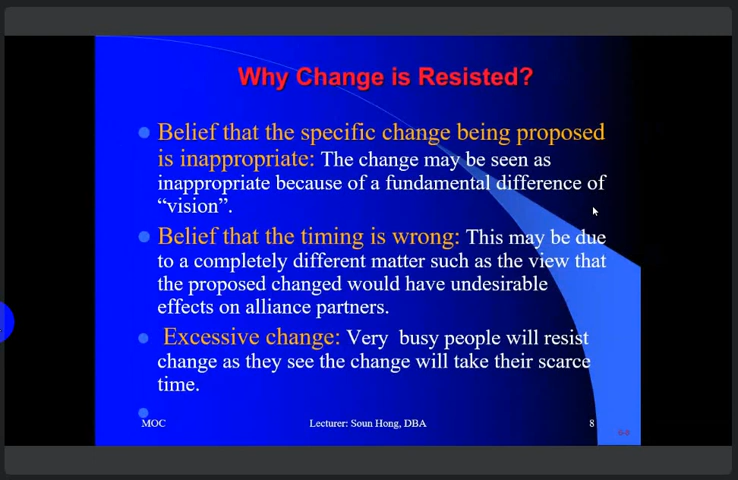 Why Change is Resisted?
Belief that the specific change being proposed
is inappropriate: The change may be seen as
inappropriate because of a fundamental difference of
“vision”.
Belief that the timing is wrong: This may be due
to a completely different matter such as the view that
the proposed changed would have undesirable
effects on alliance partners.
Excessive change: Very busy people will resist
change as they see the change will take their scarce
time.
MOC Lecturer: Soun Hong, DBA 8